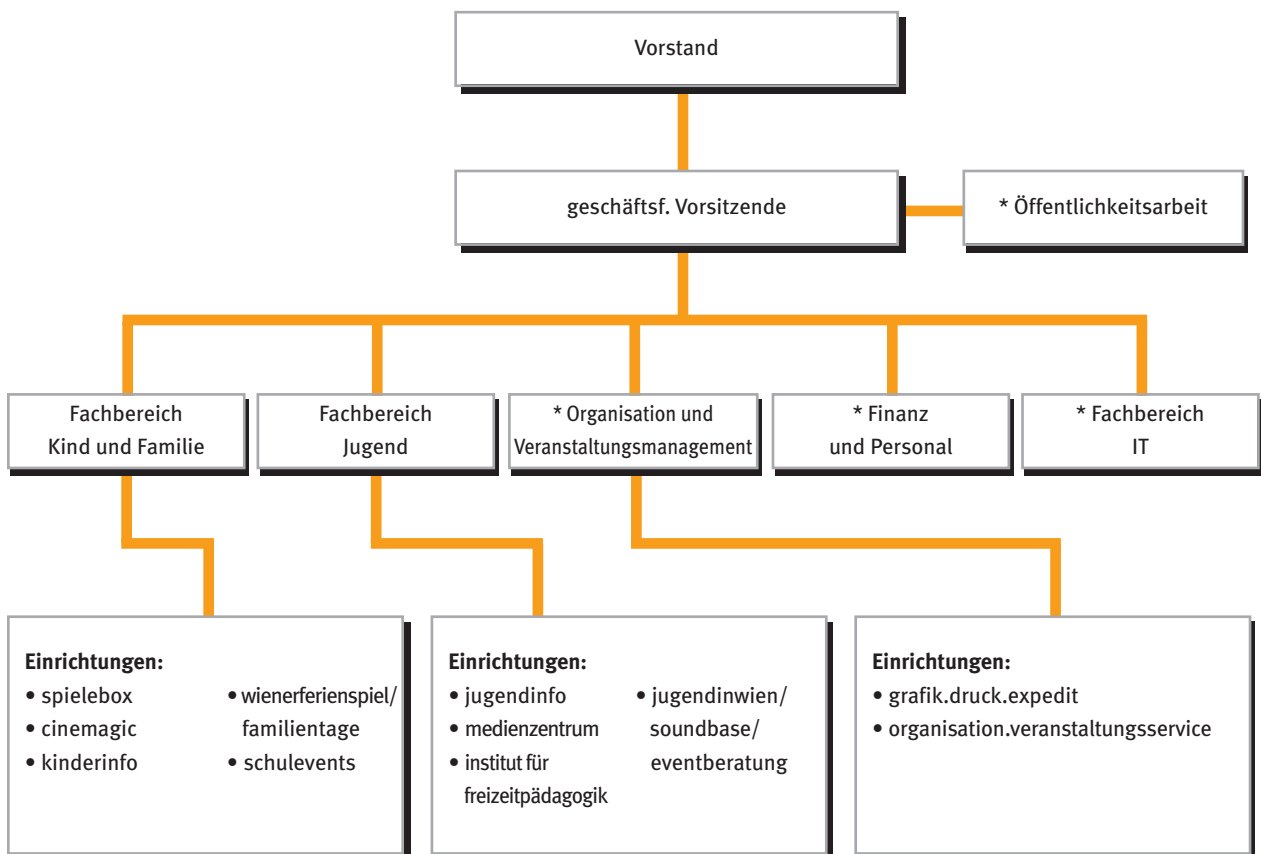 Vorstand
geschäftsf. Vorsitzende
* Öffentlichkeitsarbeit
Fachbereich
Kind und Familie
Fachbereich
Jugend
* Organisation und
Veranstaltungsmanagement
* Finanz
und Personal
* Fachbereich
IT
Einrichtungen:
• spielebox
• cinemagic
• kinderinfo
• wienerferienspiel/
familientage
• schulevents
Einrichtungen:
• jugendinfo
• medienzentrum
• institut für
freizeitpädagogik
• jugendinwien/
soundbase/
eventberatung
Einrichtungen:
• grafik.druck.expedit
• organisation.veranstaltungsservice